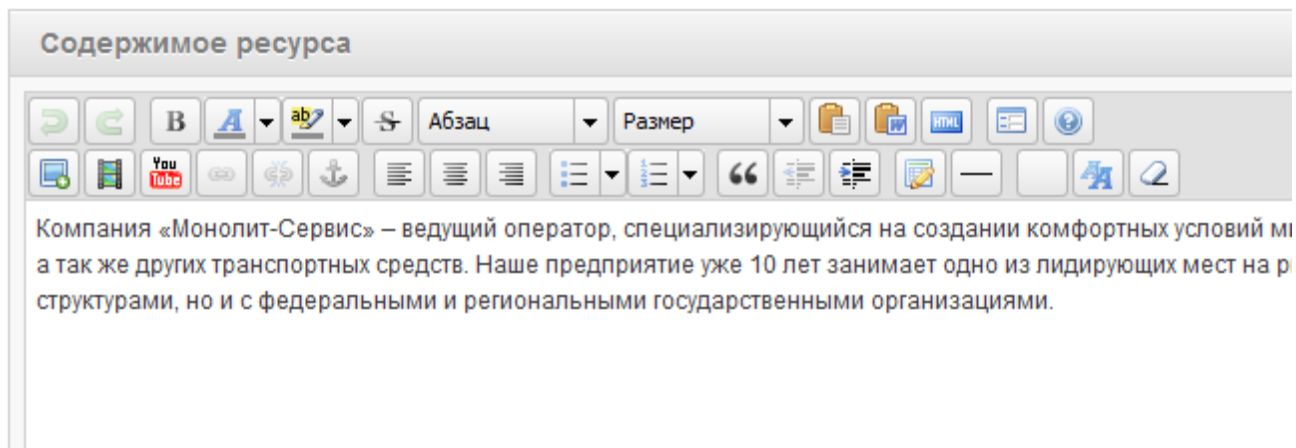 Содержимое ресурса
B A ab S Абзац Размер HTML
You Tube
Компания «Монолит-Сервис» – ведущий оператор, специализирующийся на создании комфортных условий
а так же других транспортных средств. Наше предприятие уже 10 лет занимает одно из лидирующих мест на
структурами, но и с федеральными и региональными государственными организациями.